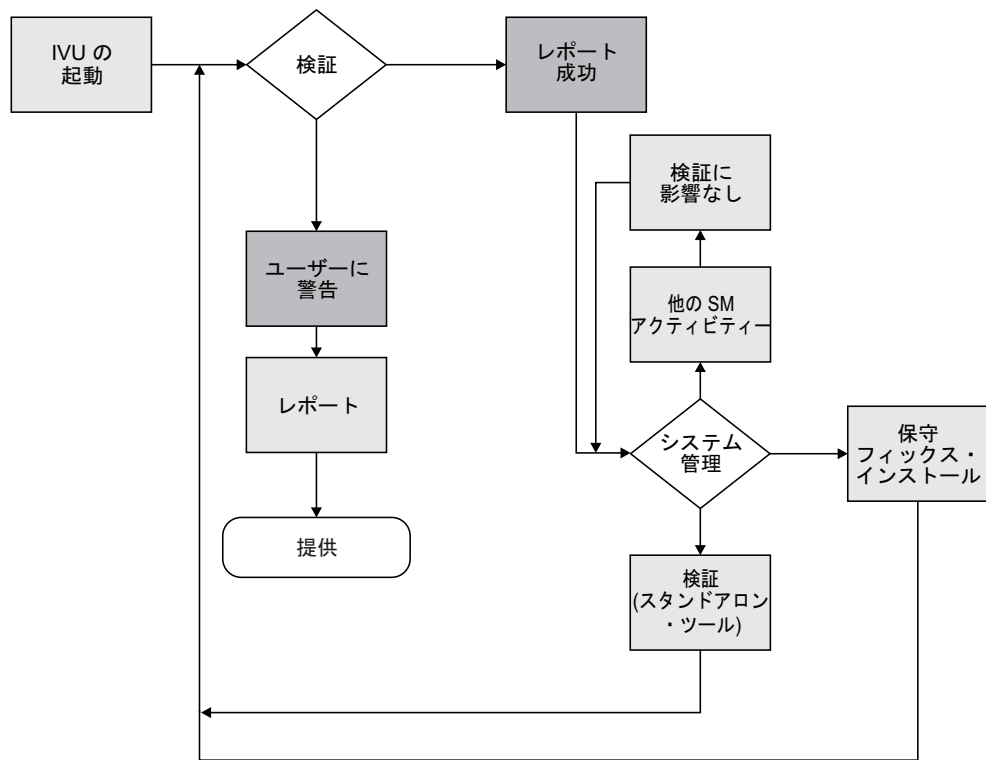 IVU の
起動
検証
レポート
成功
検証に
影響なし
ユーザーに
警告
他の SM
アクティビティー
レポート
システム
管理
保守
フィックス・
インストール
提供
検証
(スタンドアロン
・ツール)